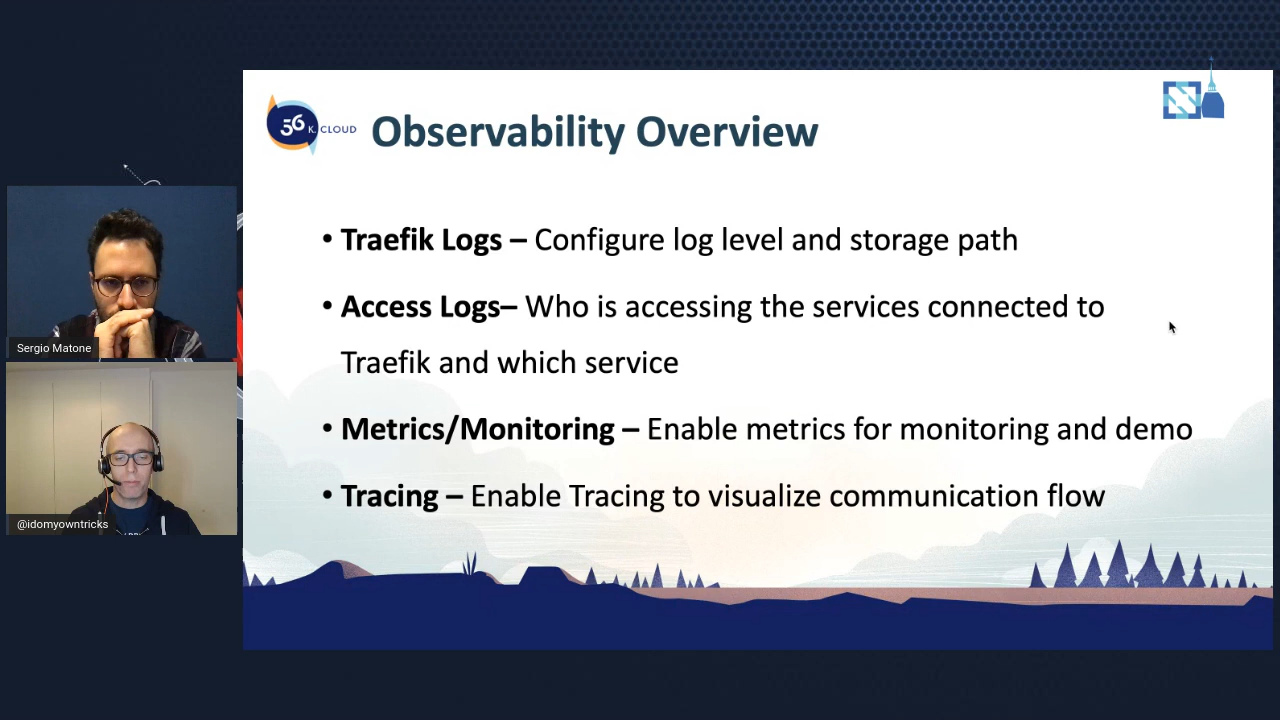 56 K.CLOUD
Observability Overview
• Traefik Logs – Configure log level and storage path
• Access Logs– Who is accessing the services connected to
Traefik and which service
• Metrics/Monitoring – Enable metrics for monitoring and demo
• Tracing – Enable Tracing to visualize communication flow
Sergio Matone
@idomyowntricks